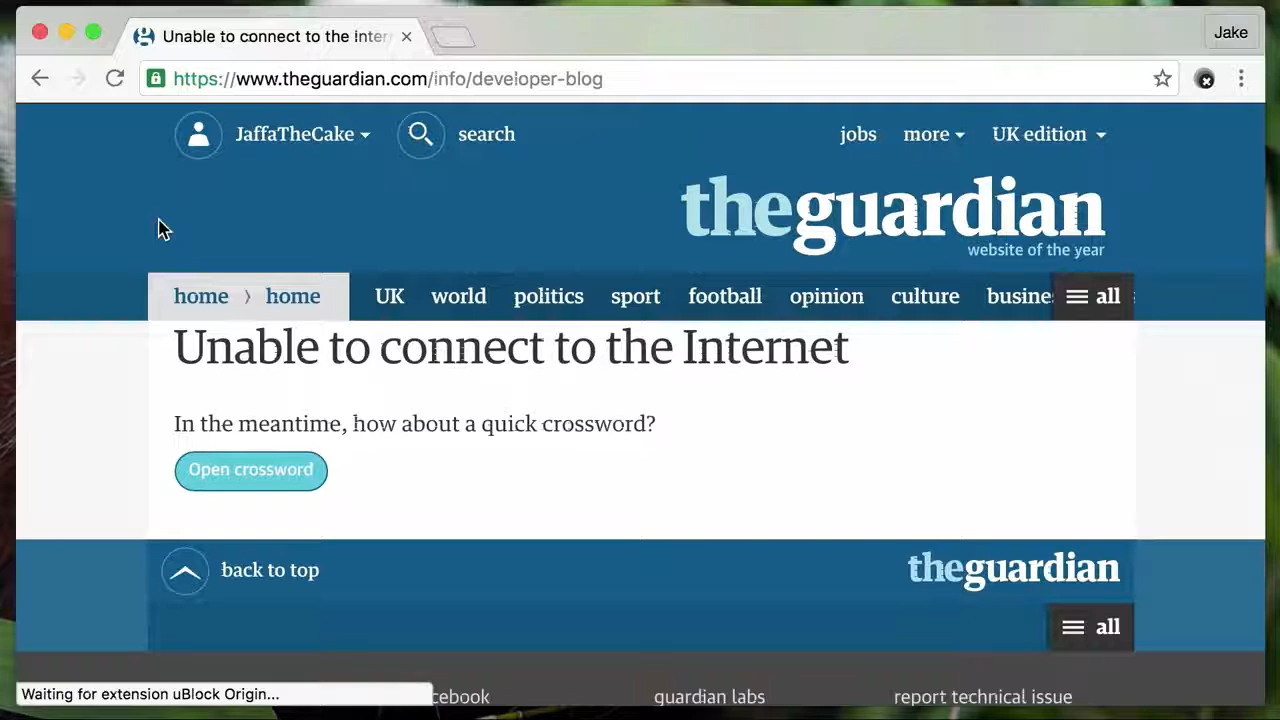 Unable to connect to the Inter
Jake
https://www.theguardian.com/info/developer-blog
JaffaTheCake
search
jobs
more
UK edition
theguardian
website of the year
home
home
UK
world
politics
sport
football
opinion
culture
busine
all
Unable to connect to the Internet
In the meantime, how about a quick crossword?
Open crossword
back to top
theguardian
all
Waiting for extension uBlock Origin...
cebook
guardian labs
report technical issue